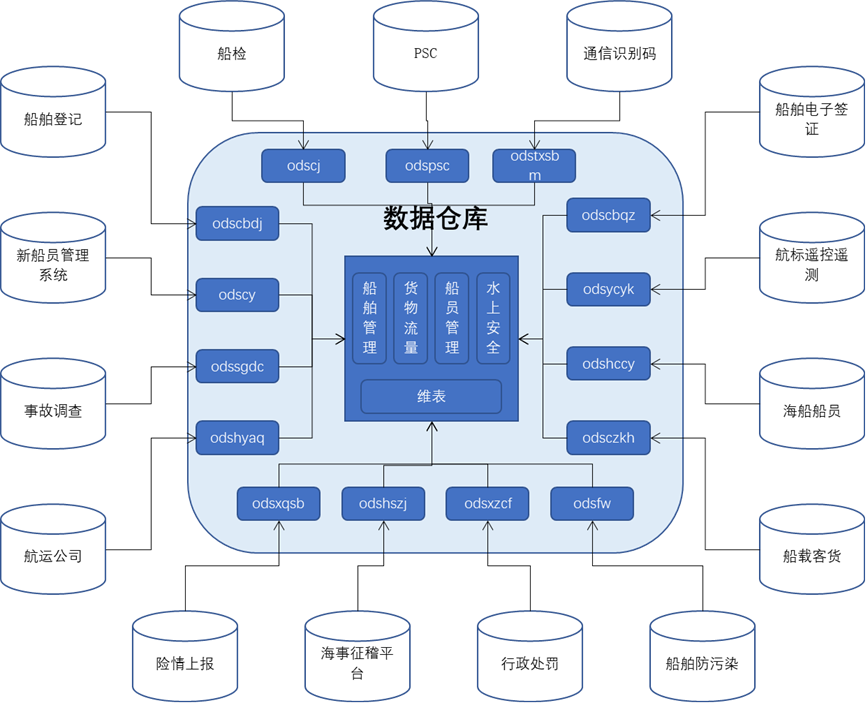 船检
PSC
通信识别码
船舶登记
船舶电子签
证
odscj
odspsc
odstxsb
m
数据仓库
odscbdj
odscbqz
新船员管理
系统
航标遥控遥
测
odscy
odsycyk
船舶管理
货物流量
船员管理
水上安全
维表
odssgdc
odshccy
事故调查
海船船员
odshyaq
odsczkh
odsxqsb
odshszj
odsxzcf
odsfw
航运公司
船载客货
险情上报
海事征稽平
台
行政处罚
船舶防污染